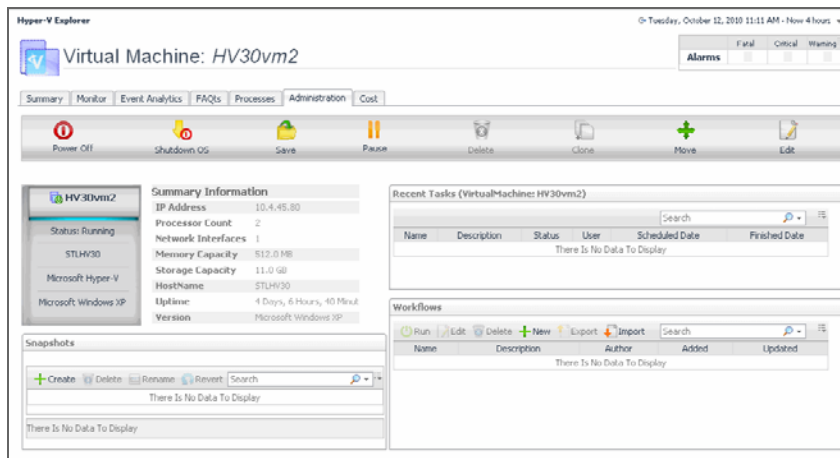 Hyper-V Explorer
Tuesday, October 12, 2010 11:11 AM - Now 4 hours
Virtual Machine: HV30vm2
Fatal Critical Warning
Alarms
Summary Monitor Event Analytics FAQts Processes Administration Cost
Power Off Shutdown OS Save Pause Delete Clone Move Edit
HV30vm2
Status: Running
STLHV30
Microsoft Hyper-V
Microsoft Windows XP
Summary Information
IP Address 10.4.45.80
Processor Count 2
Network Interfaces 1
Memory Capacity 512.0 MB
Storage Capacity 11.0 GB
HostName STLHV30
Uptime 4 Days, 6 Hours, 40 Minut
Version Microsoft Windows XP
Snapshots
Create Delete Rename Revert Search
There Is No Data To Display
There Is No Data To Display
Recent Tasks (VirtualMachine: HV30vm2)
Search
Name Description Status User Scheduled Date Finished Date
There Is No Data To Display
Workflows
Run Edit Delete New Export Import Search
Name Description Author Added Updated
There Is No Data To Display